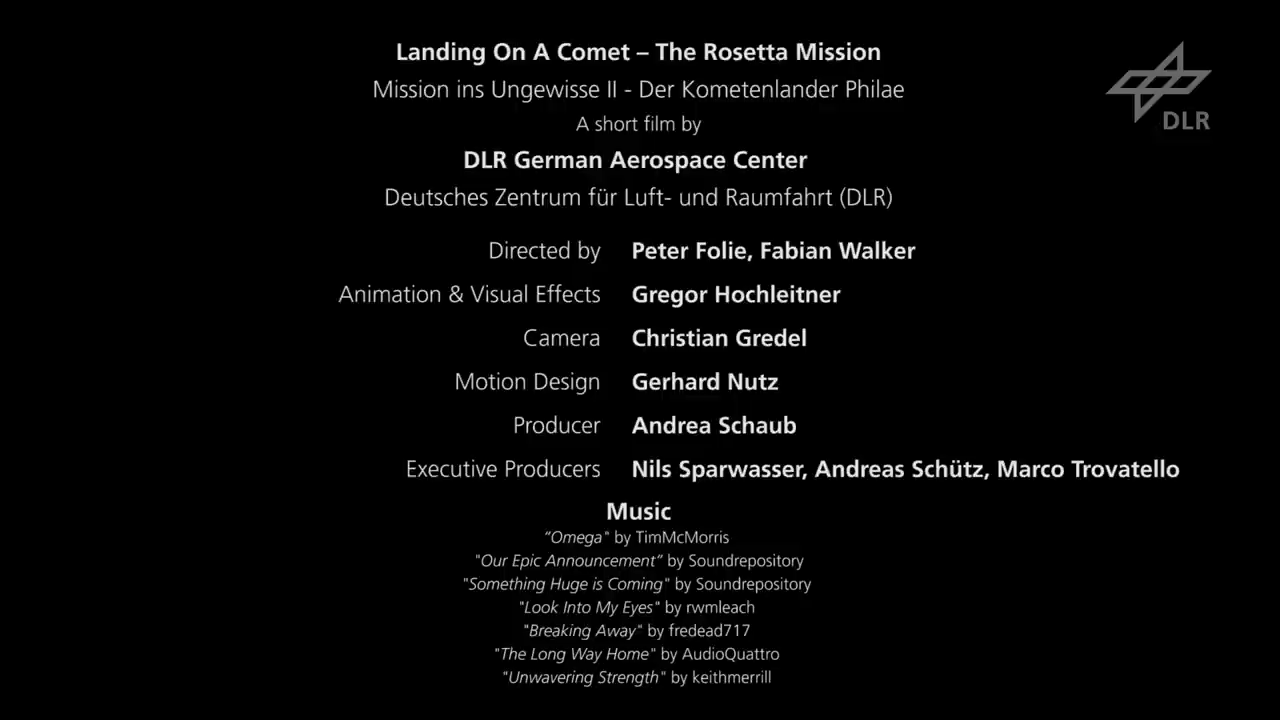 Landing On A Comet – The Rosetta Mission
Mission ins Ungewisse II - Der Kometenlander Philae
A short film by
DLR German Aerospace Center
Deutsches Zentrum für Luft- und Raumfahrt (DLR)
DLR
Directed by Peter Folie, Fabian Walker
Animation & Visual Effects Gregor Hochleitner
Camera Christian Gredel
Motion Design Gerhard Nutz
Producer Andrea Schaub
Executive Producers Nils Sparwasser, Andreas Schütz, Marco Trovatello
Music
“Omega" by TimMcMorris
"Our Epic Announcement” by Soundrepository
"Something Huge is Coming" by Soundrepository
"Look Into My Eyes" by rwmleach
"Breaking Away" by fredead717
"The Long Way Home" by AudioQuattro
“Unwavering Strength" by keithmerrill